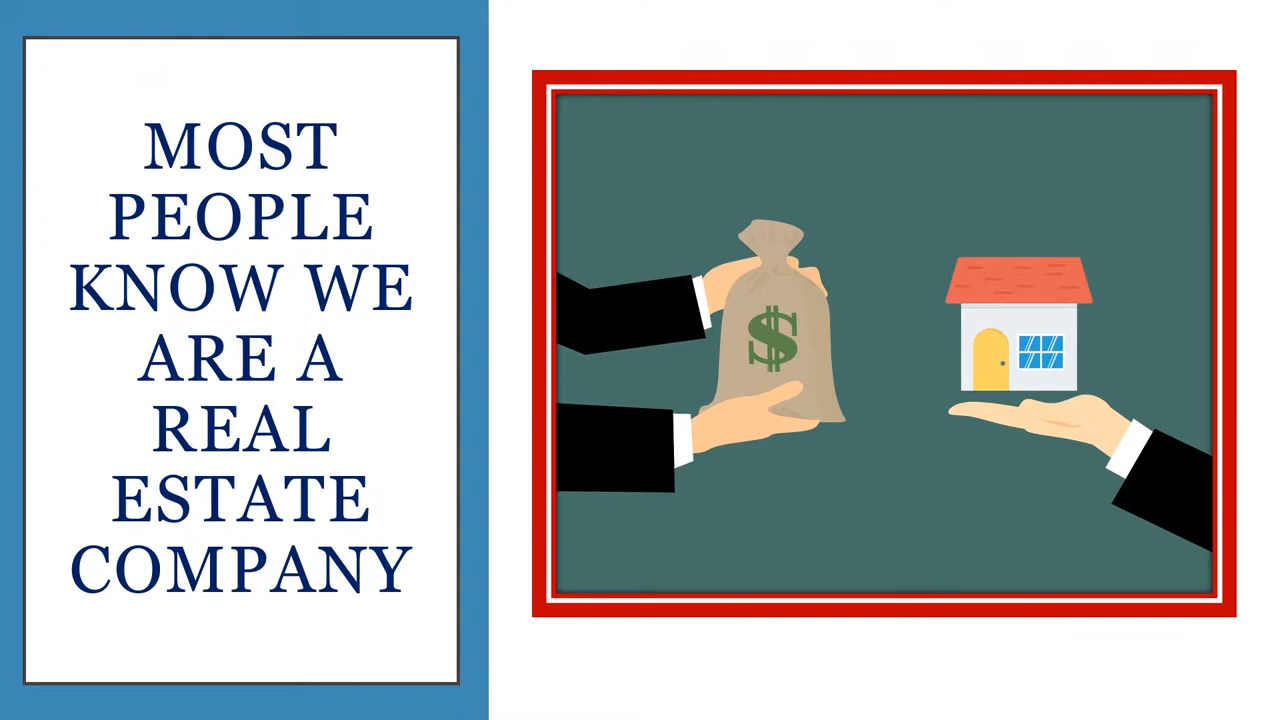 MOST
PEOPLE
KNOW WE
ARE A
REAL
ESTATE
COMPANY
$